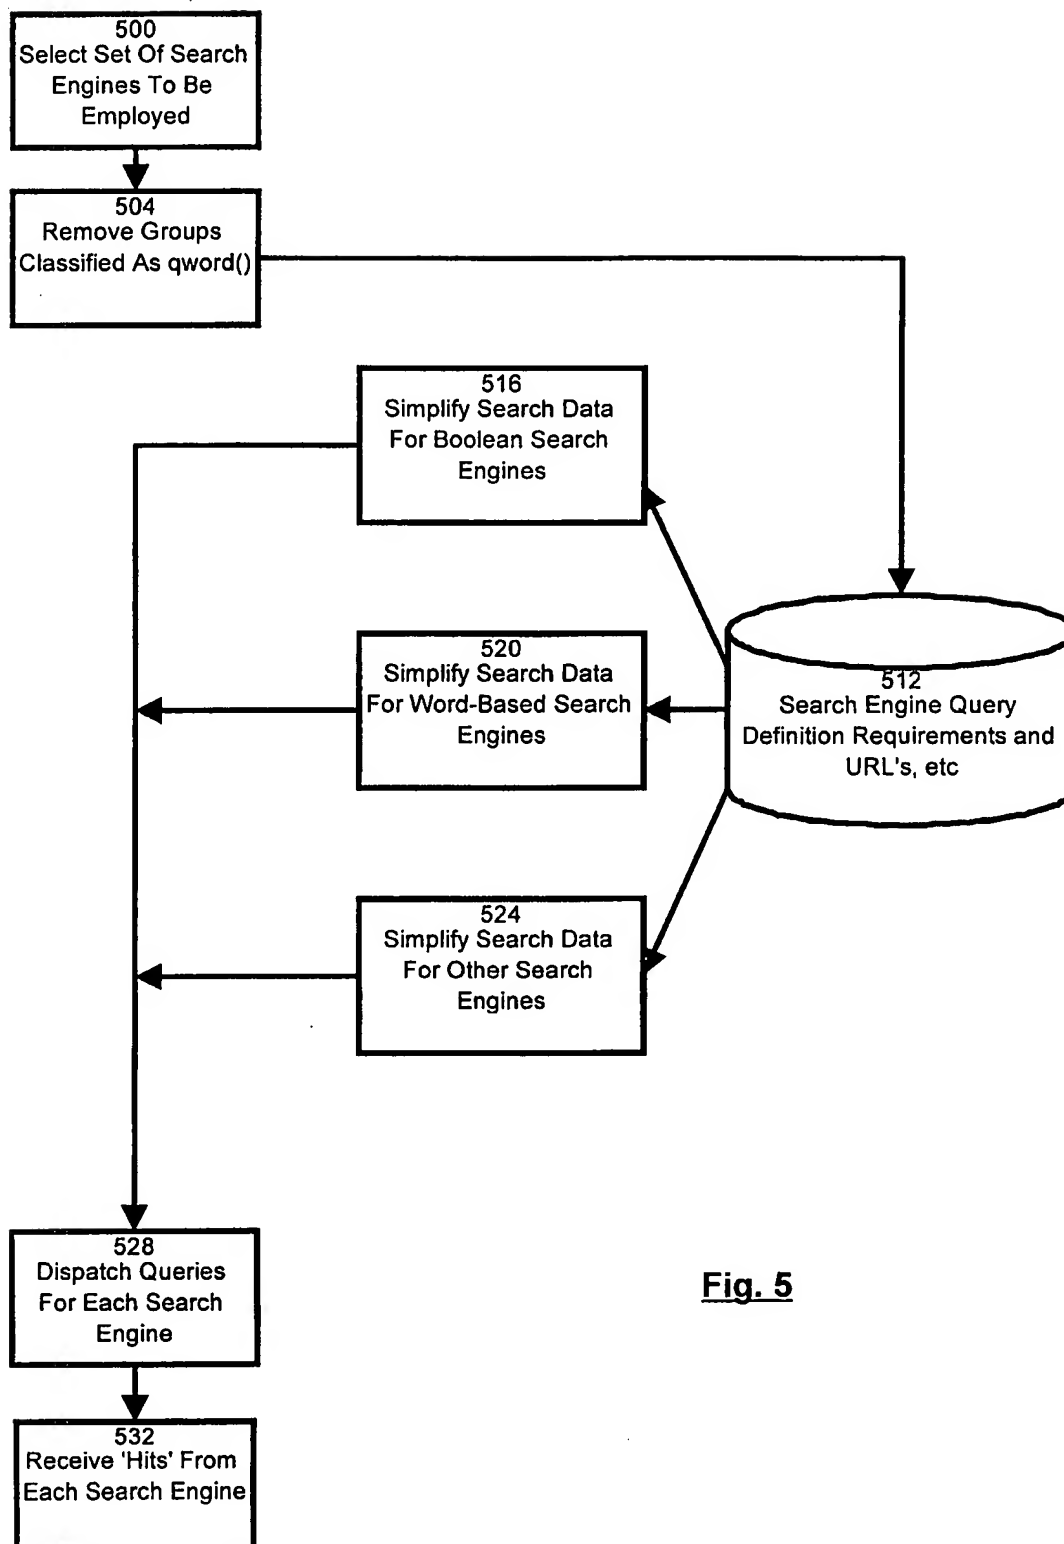 500
Select Set Of Search
Engines To Be
Employed
504
Remove Groups
Classified As qword()
516
Simplify Search Data
For Boolean Search
Engines
520
Simplify Search Data
For Word-Based Search
Engines
512
Search Engine Query
Definition Requirements and
URL's, etc
524
Simplify Search Data
For Other Search
Engines
528
Dispatch Queries
For Each Search
Engine
Fig. 5
532
Receive 'Hits' From
Each Search Engine